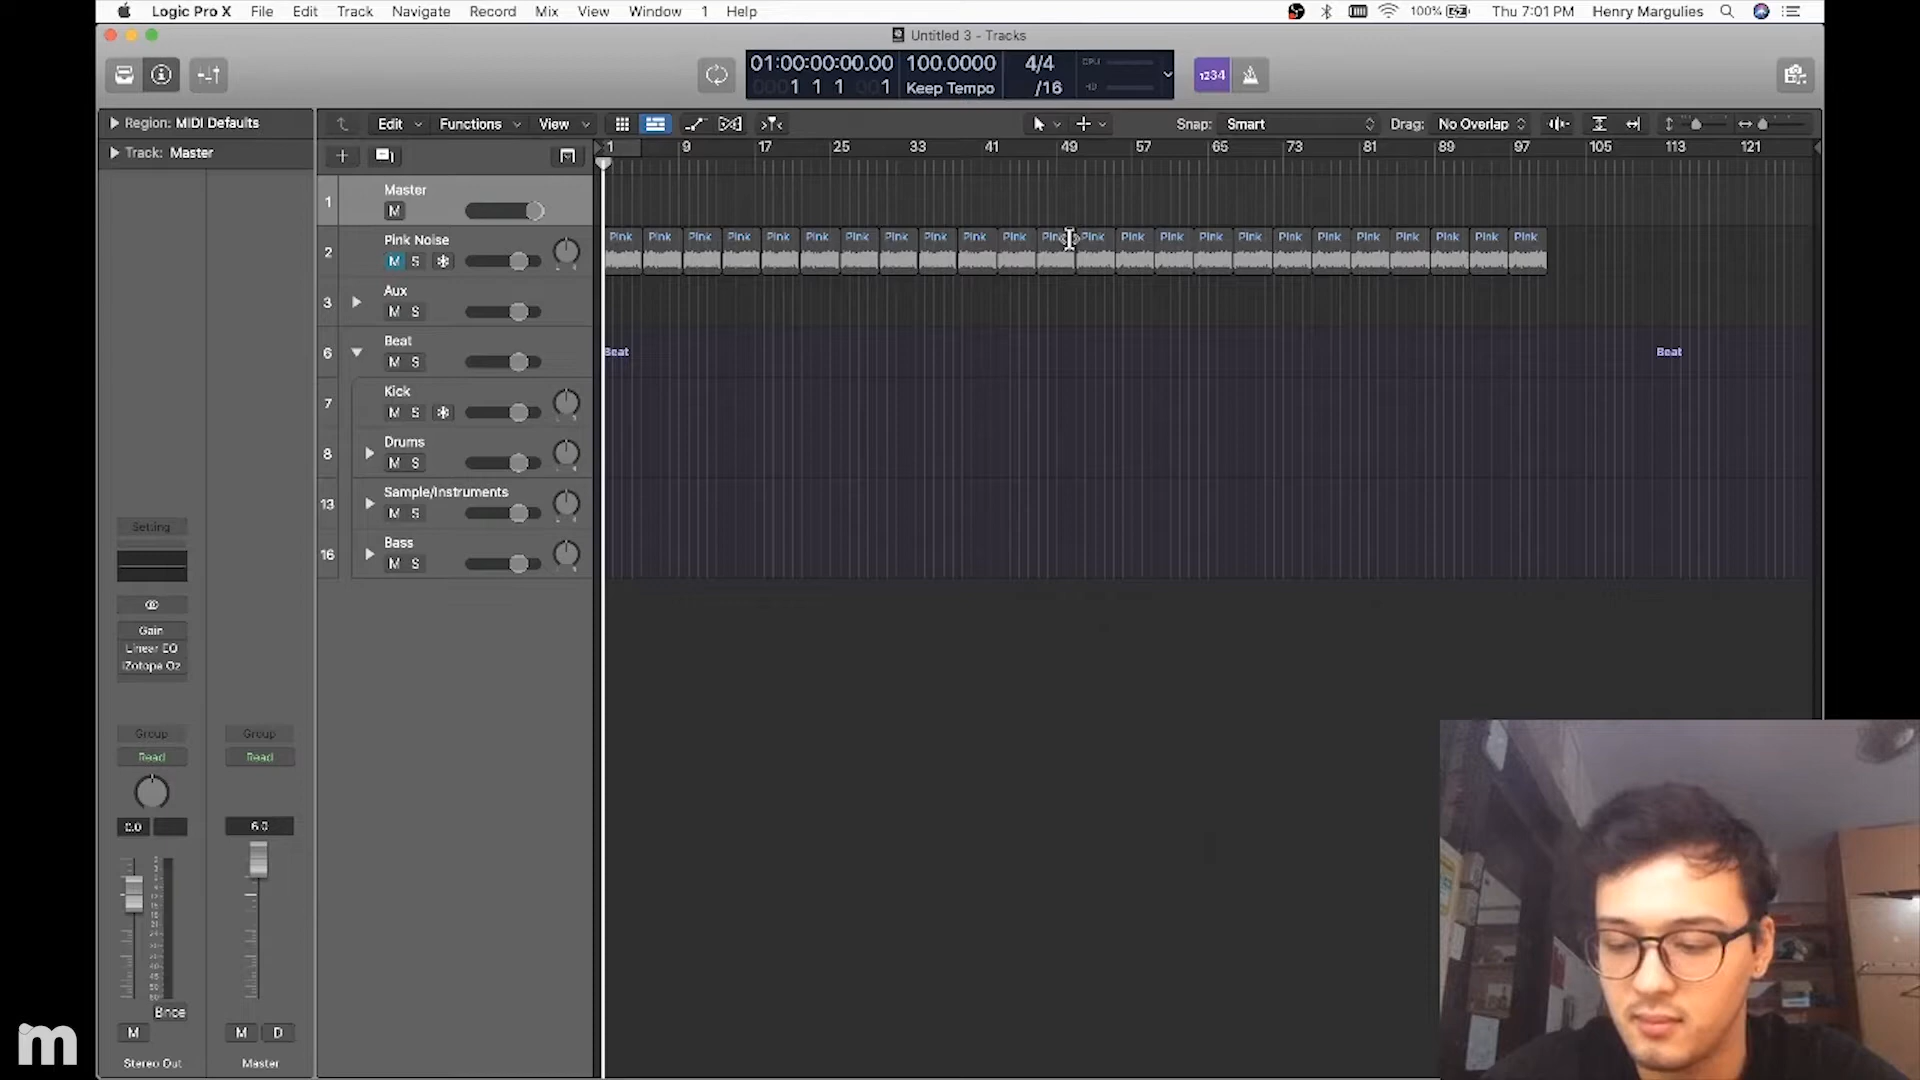 Logic Pro X File Edit Track Navigate Record Mix View Window 1 Help 100% Thu 7:01 PM Henry Margulies
Untitled 3 - Tracks
01:00:00:00.00 100.0000 4/4 CPU
0001 1 1 001 Keep Tempo /16 HD
1234
Region: MIDI Defaults
Edit Functions View Snap: Smart Drag: No Overlap
Track: Master
1 9 17 25 33 41 49 57 65 73 81 89 97 105 113 121
1 Master
M
2 Pink Noise
M S
Pink Pink Pink Pink Pink Pink Pink Pink Pink Pink Pink Pink Pink Pink Pink Pink Pink Pink Pink Pink Pink Pink Pink Pink
3 Aux
M S
6 Beat
M S
Beat Beat
7 Kick
M S
8 Drums
M S
13 Sample/Instruments
M S
16 Bass
M S
Setting
Gain
Linear EQ
iZotope Oz
Group Group
Read Read
0.0 6.0
Bnce
M M D
Stereo Out Master
m